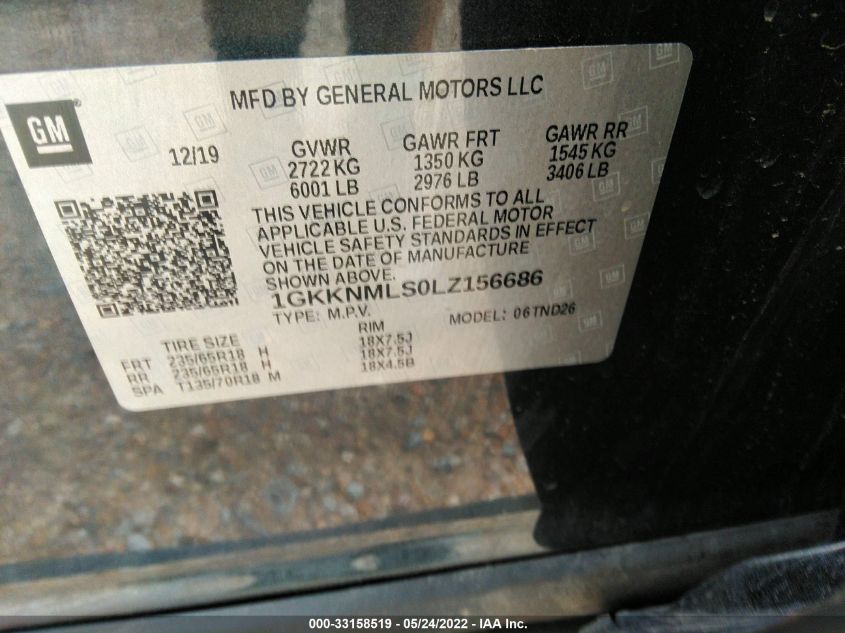 GM
MFD BY GENERAL MOTORS LLC
12/19
GVWR
2722 KG
6001 LB
GAWR FRT
1350 KG
2976 LB
GAWR RR
1545 KG
3406 LB
THIS VEHICLE CONFORMS TO ALL
APPLICABLE U.S. FEDERAL MOTOR
VEHICLE SAFETY STANDARDS IN EFFECT
ON THE DATE OF MANUFACTURE
SHOWN ABOVE.
1GKKNMLS0LZ156686
TYPE: M.P.V. MODEL: 06TND26
TIRE SIZE RIM
FRT 235/65R18 H 18X7.5J
RR 235/65R18 H 18X7.5J
SPA T135/70R18 M 18X4.5B
000-33158519 - 05/24/2022 - IAA Inc.